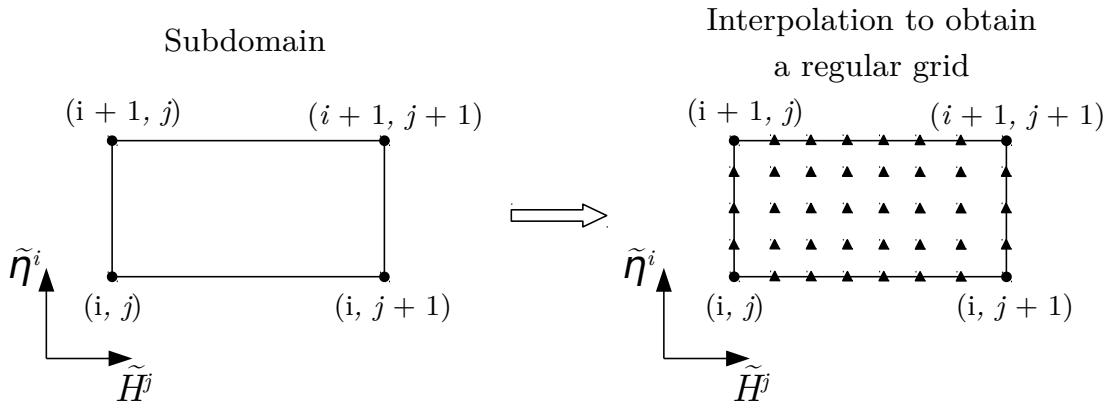 Subdomain
(i + 1, j)
(i + 1, j + 1)
η̃ⁱ
(i, j)
(i, j + 1)
H̃ʲ
Interpolation to obtain
a regular grid
(i + 1, j)
(i + 1, j + 1)
η̃ⁱ
(i, j)
(i, j + 1)
H̃ʲ